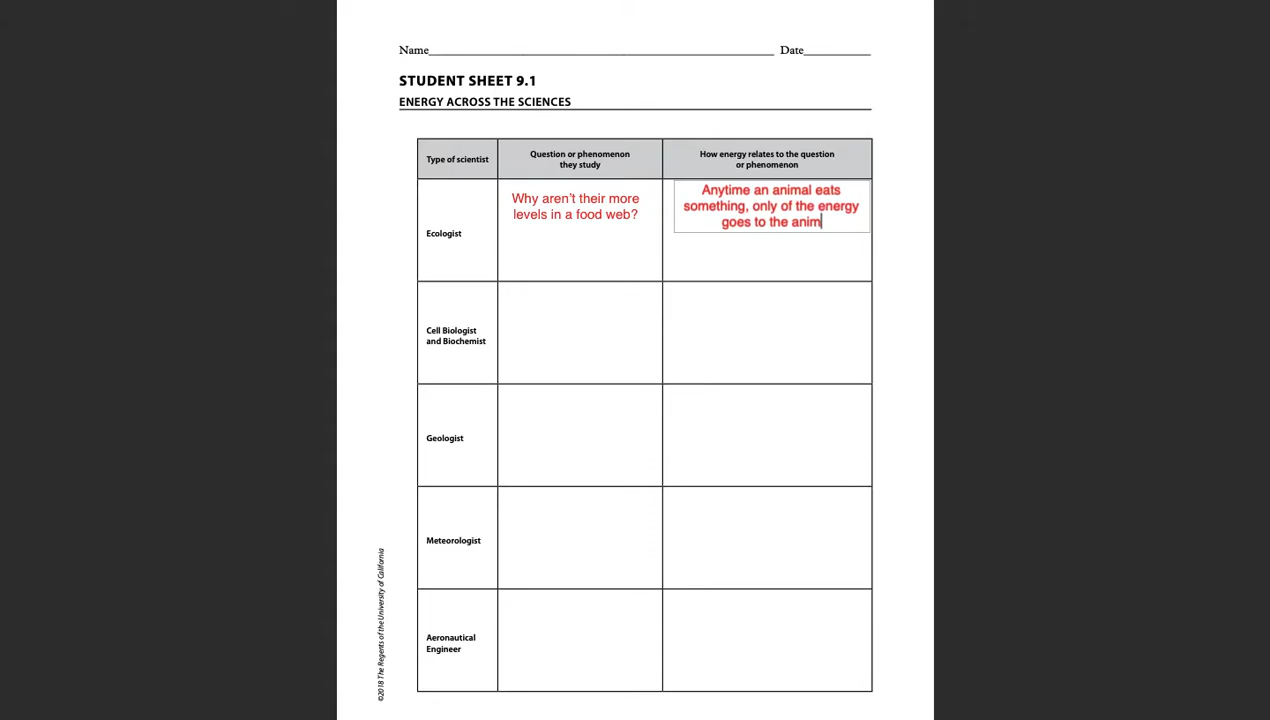 Name Date
STUDENT SHEET 9.1
ENERGY ACROSS THE SCIENCES
Type of scientist
Question or phenomenon
they study
How energy relates to the question
or phenomenon
Ecologist
Why aren't their more
levels in a food web?
Anytime an animal eats
something, only of the energy
goes to the anim
Cell Biologist
and Biochemist
Geologist
Meteorologist
Aeronautical
Engineer
©2018 The Regents of the University of California